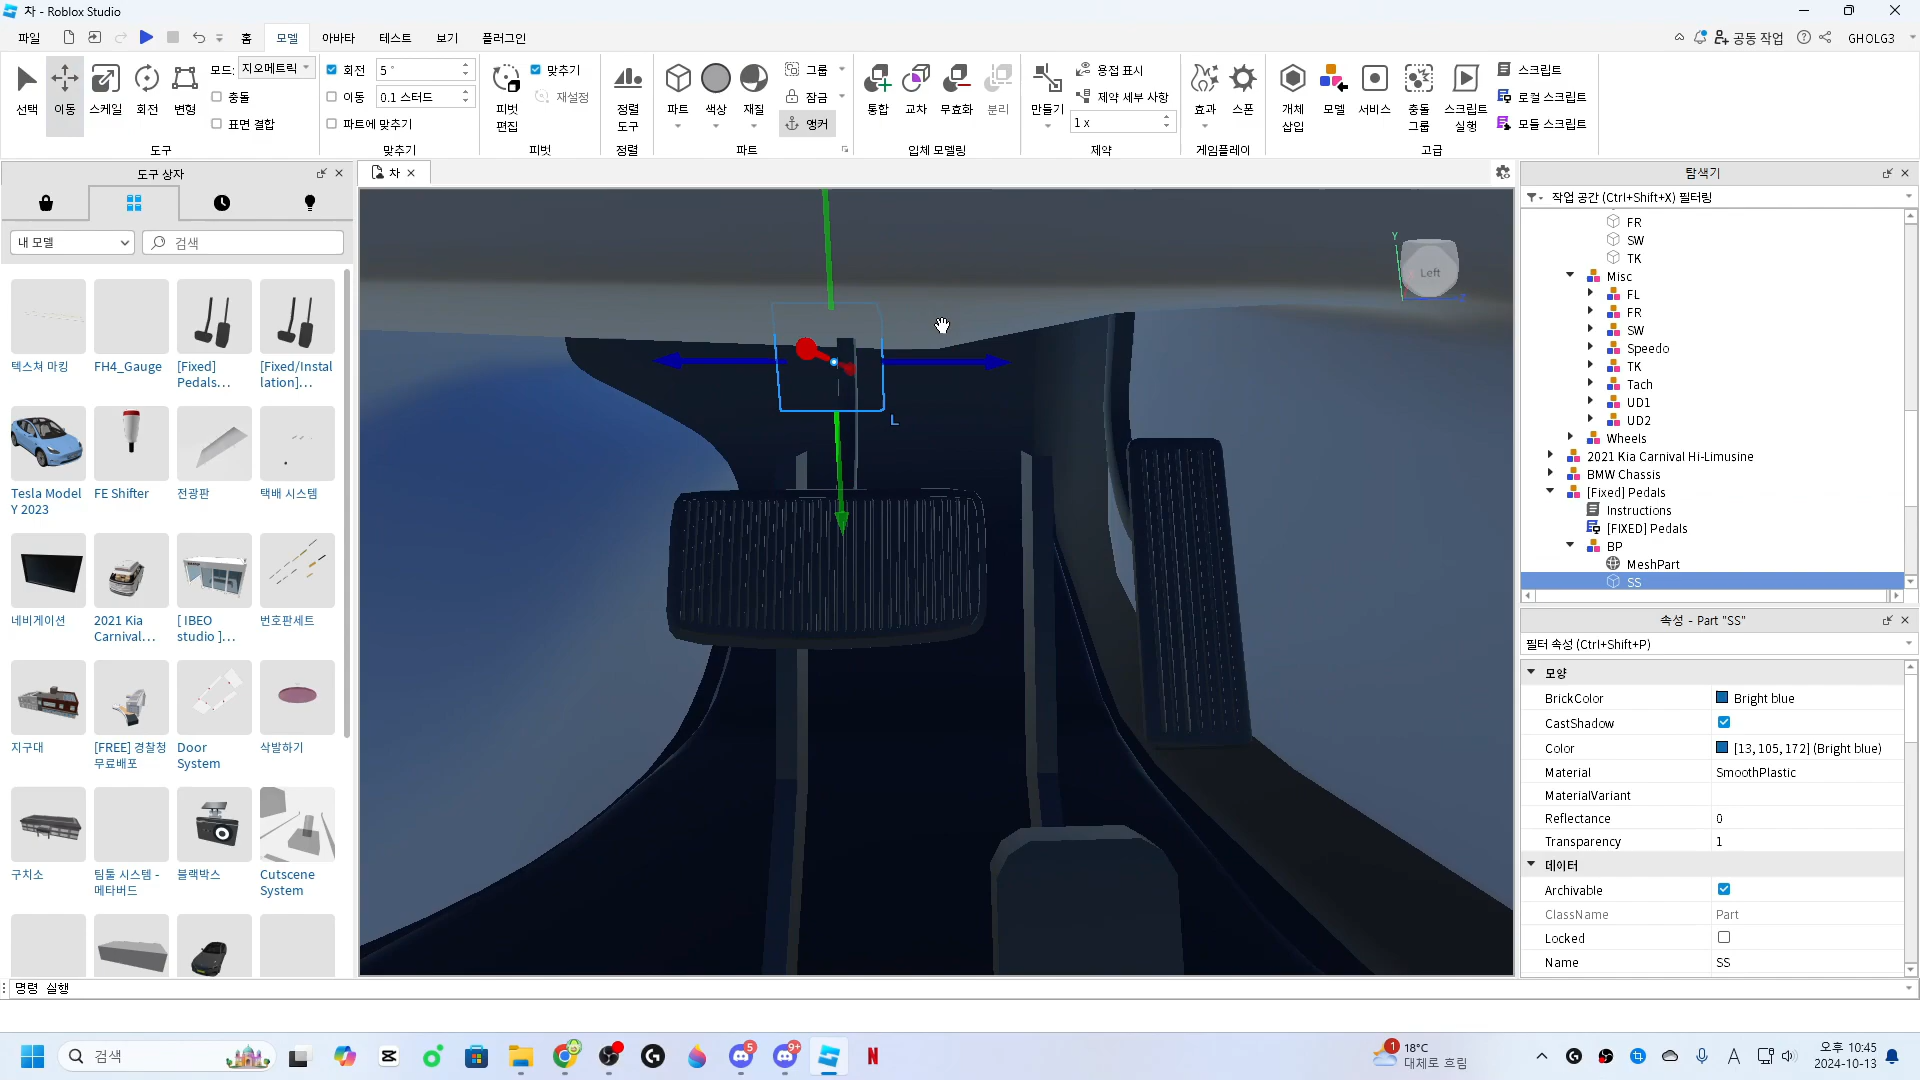 차 - Roblox Studio
파일
홈
모델
아바타
테스트
보기
플러그인
공동 작업
GHOLG3
선택
이동
스케일
회전
변형
모드: 지오메트릭
충돌
표면 결합
도구
회전 5 °
이동 0.1 스터드
파트에 맞추기
맞추기
피벗
편집
맞추기
재설정
피벗
정렬
도구
정렬
파트
색상
재질
그룹
잠금
앵커
파트
통합
교차
무효화
분리
입체 모델링
만들기
용접 표시
제약 세부 사항
1 x
제약
효과
스폰
게임플레이
개체
삽입
모델
서비스
충돌
그룹
스크립트
실행
스크립트
로컬 스크립트
모듈 스크립트
고급
도구 상자
내 모델
검색
텍스쳐 마킹
FH4_Gauge
[Fixed]
Pedals...
[Fixed/Instal
lation]...
Tesla Model
Y 2023
FE Shifter
전광판
택배 시스템
네비게이션
2021 Kia
Carnival...
[ IBEO
studio ]...
번호판세트
지구대
[FREE] 경찰청
무료배포
Door
System
삭발하기
구치소
팀툴 시스템 -
메타버드
블랙박스
Cutscene
System
차
Y
Left
L
탐색기
작업 공간 (Ctrl+Shift+X) 필터링
FR
SW
TK
Misc
FL
FR
SW
Speedo
TK
Tach
UD1
UD2
Wheels
2021 Kia Carnival Hi-Limusine
BMW Chassis
[Fixed] Pedals
Instructions
[FIXED] Pedals
BP
MeshPart
SS
속성 - Part "SS"
필터 속성 (Ctrl+Shift+P)
모양
BrickColor Bright blue
CastShadow
Color [13, 105, 172] (Bright blue)
Material SmoothPlastic
MaterialVariant
Reflectance 0
Transparency 1
데이터
Archivable
ClassName Part
Locked
Name SS
명령 실행
검색
5
9+
1
18°C
대체로 흐림
A
오후 10:45
2024-10-13